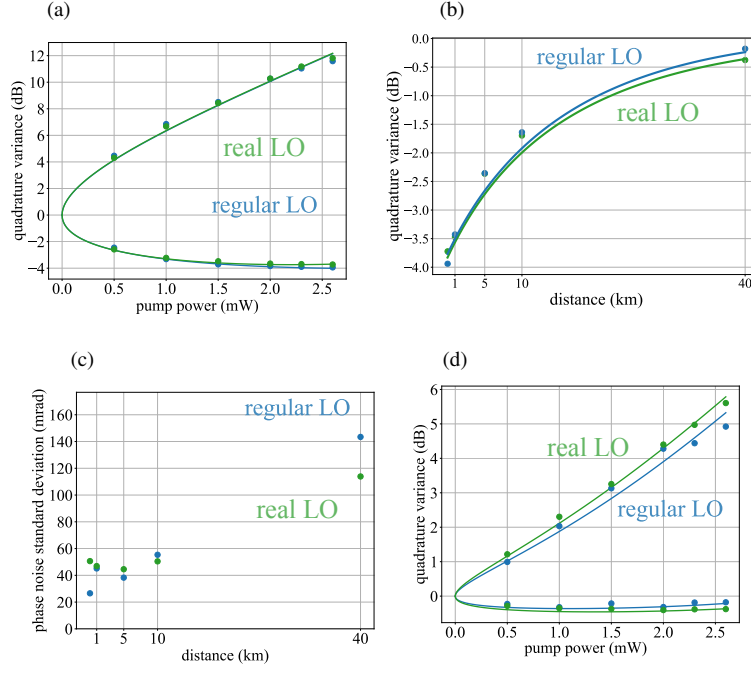 (a)
12
10
8
6
4
2
0
−2
−4
quadrature variance (dB)
real LO
regular LO
0.0 0.5 1.0 1.5 2.0 2.5
pump power (mW)
(b)
0.0
−0.5
−1.0
−1.5
−2.0
−2.5
−3.0
−3.5
−4.0
quadrature variance (dB)
regular LO
real LO
1 5 10 40
distance (km)
(c)
160
140
120
100
80
60
40
20
0
phase noise standard deviation (mrad)
regular LO
real LO
1 5 10 40
distance (km)
(d)
6
5
4
3
2
1
0
quadrature variance (dB)
real LO
regular LO
0.0 0.5 1.0 1.5 2.0 2.5
pump power (mW)